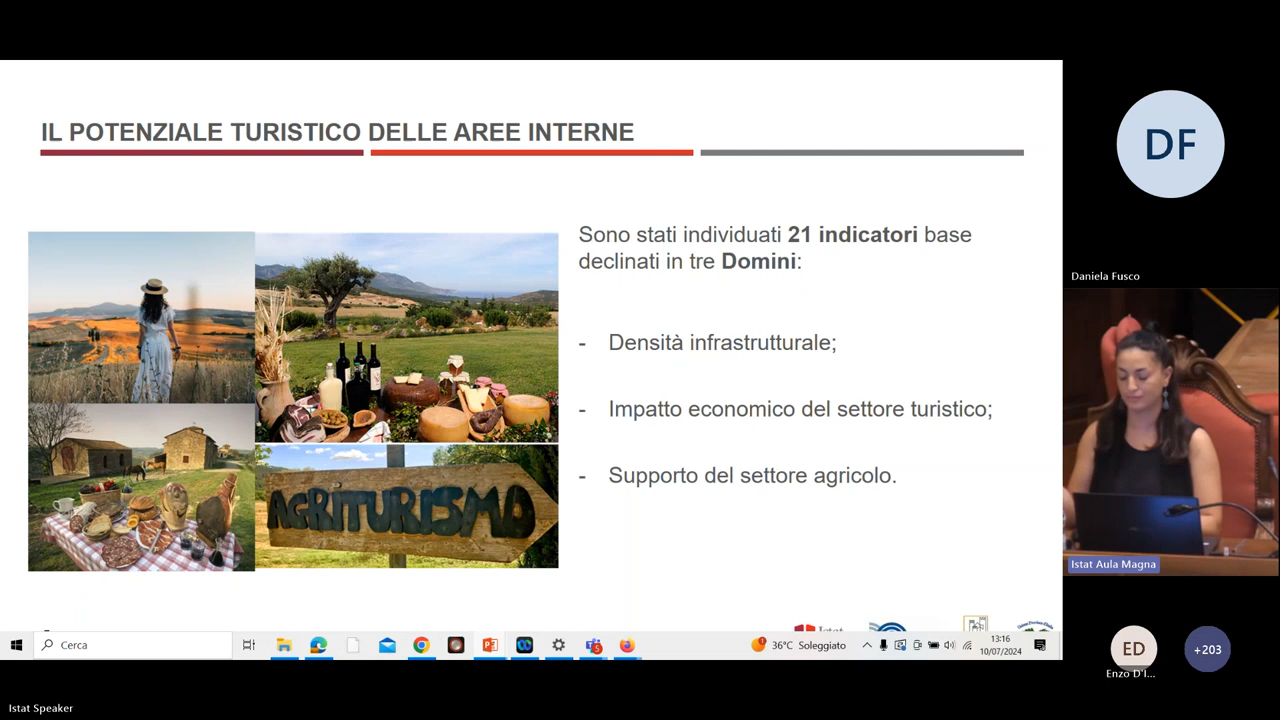 IL POTENZIALE TURISTICO DELLE AREE INTERNE
Sono stati individuati 21 indicatori base
declinati in tre Domini:
- Densità infrastrutturale;
- Impatto economico del settore turistico;
- Supporto del settore agricolo.
AGRITURISMO
DF
Daniela Fusco
Istat Aula Magna
ED
Enzo D'I...
+203
Cerca
1
5
36°C Soleggiato
13:16
10/07/2024
Istat Speaker